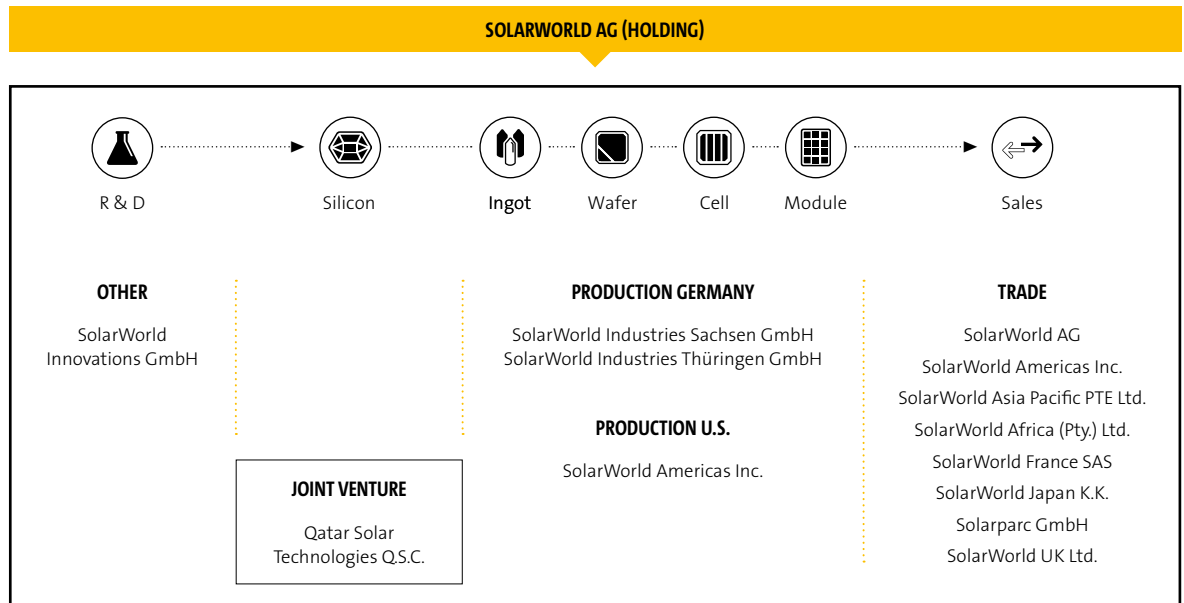 SOLARWORLD AG (HOLDING)
R & D
Silicon
Ingot
Wafer
Cell
Module
Sales
OTHER
SolarWorld
Innovations GmbH
JOINT VENTURE
Qatar Solar
Technologies Q.S.C.
PRODUCTION GERMANY
SolarWorld Industries Sachsen GmbH
SolarWorld Industries Thüringen GmbH
PRODUCTION U.S.
SolarWorld Americas Inc.
TRADE
SolarWorld AG
SolarWorld Americas Inc.
SolarWorld Asia Pacific PTE Ltd.
SolarWorld Africa (Pty.) Ltd.
SolarWorld France SAS
SolarWorld Japan K.K.
Solarparc GmbH
SolarWorld UK Ltd.